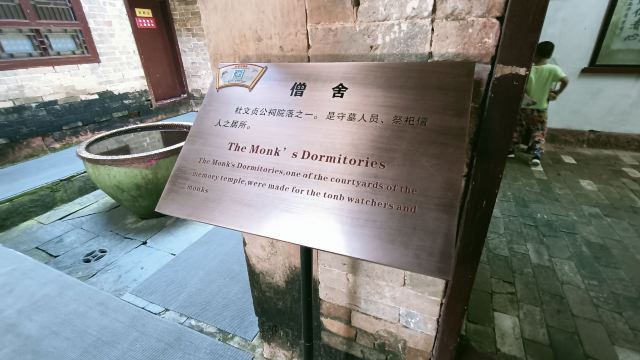 僧 舍
杜文贞公祠院落之一。是守墓人员、祭祀僧
人之居所。
The Monk’s Dormitories
The Monk's Dormitories,one of the courtyards of the
memory temple,were made for the tonb watchers and
monks